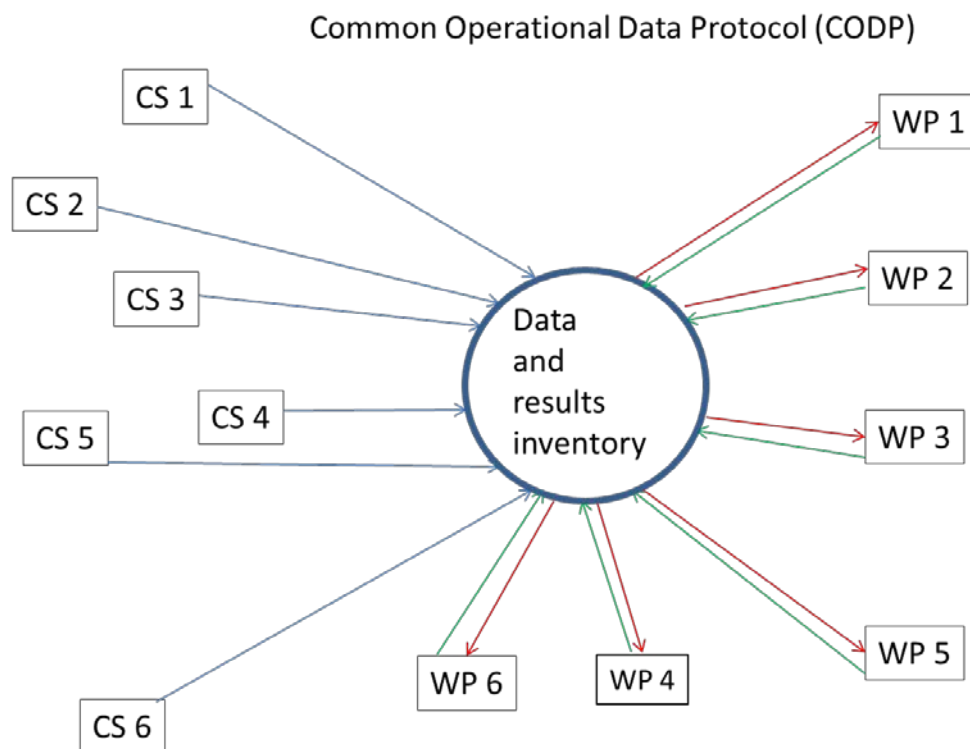 Common Operational Data Protocol (CODP)
CS 1
WP 1
CS 2
WP 2
CS 3
Data
and
results
inventory
CS 4
CS 5
WP 3
WP 5
WP 6
WP 4
CS 6